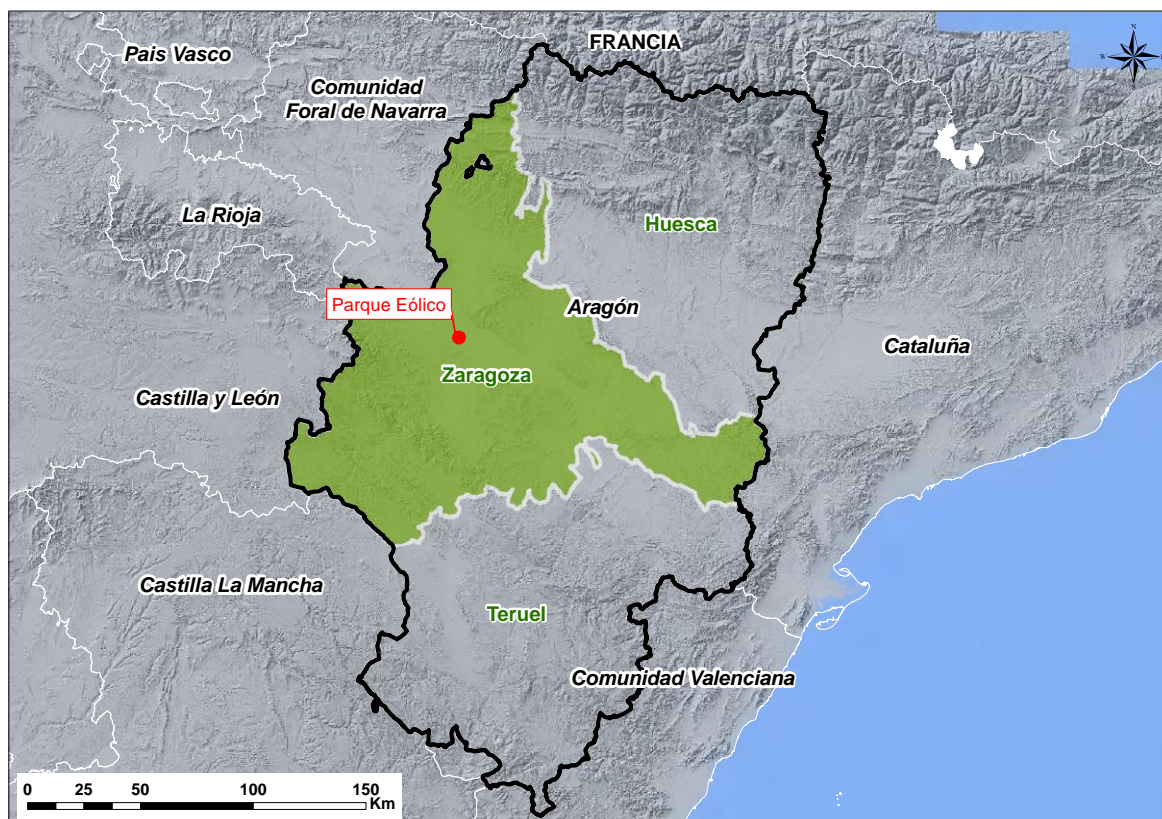 FRANCIA
N
W
Pais Vasco
Comunidad
Foral de Navarra
La Rioja
Huesca
Parque Eólico
Aragón
Cataluña
Zaragoza
Castilla y León
Castilla La Mancha
Teruel
Comunidad Valenciana
0 25 50 100 150
Km